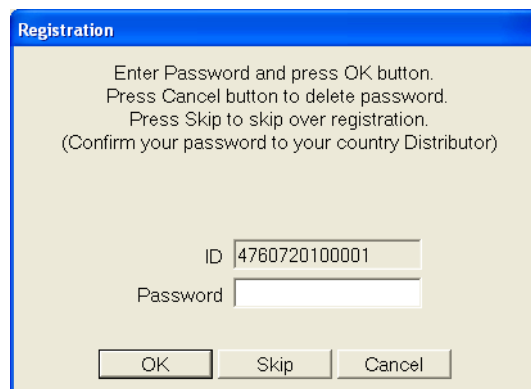 Registration
Enter Password and press OK button.
Press Cancel button to delete password.
Press Skip to skip over registration.
(Confirm your password to your country Distributor)
ID 4760720100001
Password
OK Skip Cancel